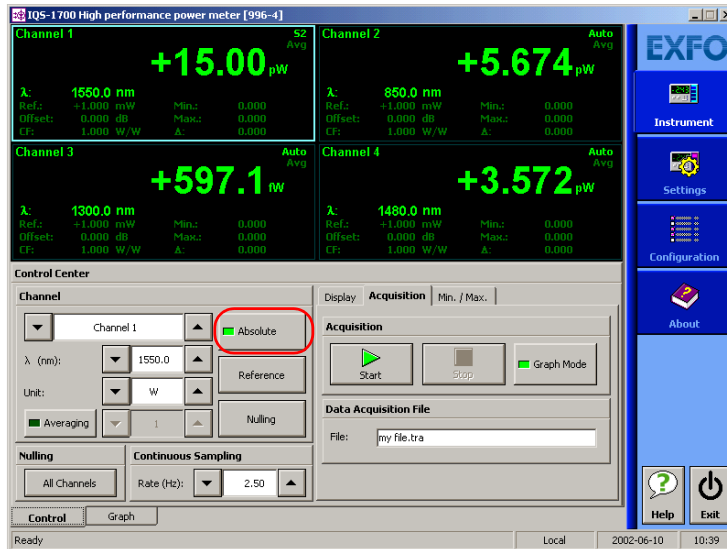 IQS-1700 High performance power meter [996-4]
Channel 1 S2
Avg
+15.00 pW
λ: 1550.0 nm
Ref.: +1.000 mW Min.: 0.000
Offset: 0.000 dB Max.: 0.000
CF: 1.000 W/W Δ: 0.000
Channel 2 Auto
Avg
+5.674 pW
λ: 850.0 nm
Ref.: +1.000 mW Min.: 0.000
Offset: 0.000 dB Max.: 0.000
CF: 1.000 W/W Δ: 0.000
Channel 3 Auto
Avg
+597.1 fW
λ: 1300.0 nm
Ref.: +1.000 mW Min.: 0.000
Offset: 0.000 dB Max.: 0.000
CF: 1.000 W/W Δ: 0.000
Channel 4 Auto
Avg
+3.572 pW
λ: 1480.0 nm
Ref.: +1.000 mW Min.: 0.000
Offset: 0.000 dB Max.: 0.000
CF: 1.000 W/W Δ: 0.000
EXFO
Instrument
Settings
Configuration
About
Control Center
Channel
Channel 1
Absolute
λ (nm): 1550.0
Reference
Unit: W
Averaging 1
Nulling
Nulling
All Channels
Continuous Sampling
Rate (Hz): 2.50
Display Acquisition Min. / Max.
Acquisition
Start
Stop
Graph Mode
Data Acquisition File
File: my file.tra
Control Graph
Help Exit
Ready Local 2002-06-10 10:39